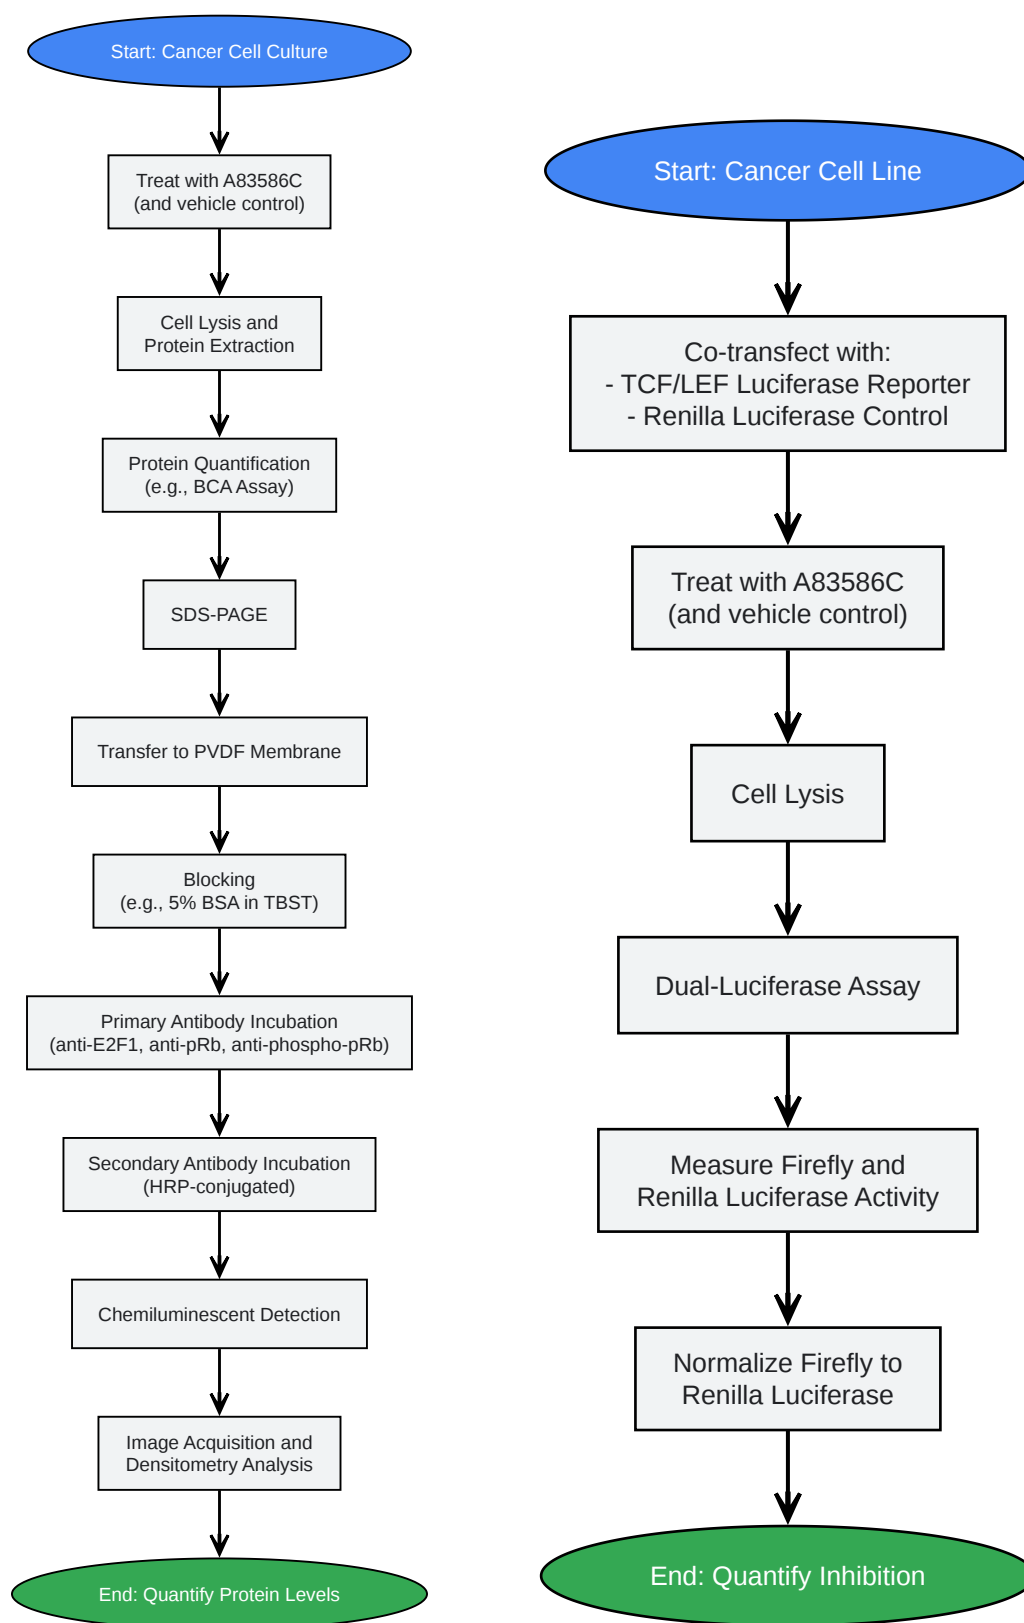 Start: Cancer Cell Culture
Treat with A83586C
(and vehicle control)
Cell Lysis and
Protein Extraction
Protein Quantification
(e.g., BCA Assay)
SDS-PAGE
Transfer to PVDF Membrane
Blocking
(e.g., 5% BSA in TBST)
Primary Antibody Incubation
(anti-E2F1, anti-pRb, anti-phospho-pRb)
Secondary Antibody Incubation
(HRP-conjugated)
Chemiluminescent Detection
Image Acquisition and
Densitometry Analysis
End: Quantify Protein Levels
Start: Cancer Cell Line
Co-transfect with:
- TCF/LEF Luciferase Reporter
- Renilla Luciferase Control
Treat with A83586C
(and vehicle control)
Cell Lysis
Dual-Luciferase Assay
Measure Firefly and
Renilla Luciferase Activity
Normalize Firefly to
Renilla Luciferase
End: Quantify Inhibition